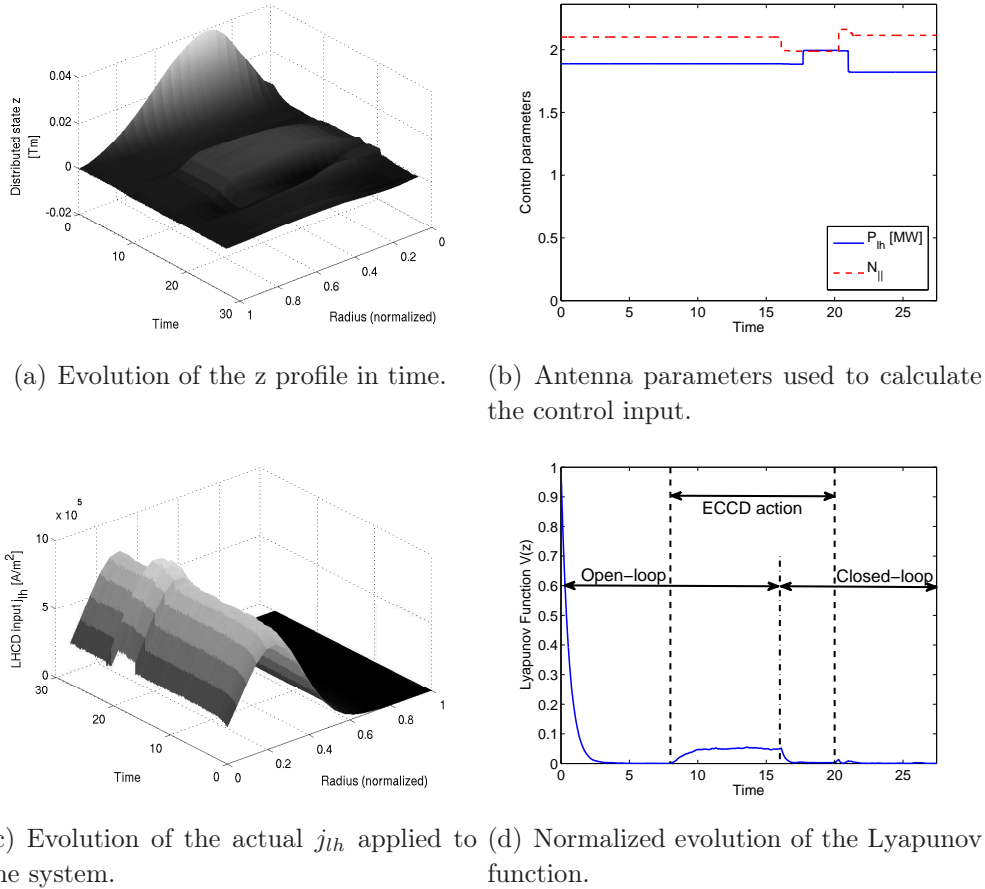 0.04
0.02
0
-0.02
Distributed state z
[Tm]
0
10
20
30
Time
1
0.8
0.6
0.4
0.2
0
Radius (normalized)
2
1.5
1
0.5
0
Control parameters
P_lh [MW]
N_||
0
5
10
15
20
25
Time
(a) Evolution of the z profile in time.
(b) Antenna parameters used to calculate
the control input.
x 10^5
10
5
0
LHCD input j_lh [A/m^2]
30
20
10
0
Time
0
0.2
0.4
0.6
0.8
1
Radius (normalized)
1
0.9
0.8
0.7
0.6
0.5
0.4
0.3
0.2
0.1
0
Lyapunov Function V(z)
ECCD action
Open−loop
Closed−loop
0
5
10
15
20
25
Time
c) Evolution of the actual j_lh applied to
ne system.
(d) Normalized evolution of the Lyapunov
function.